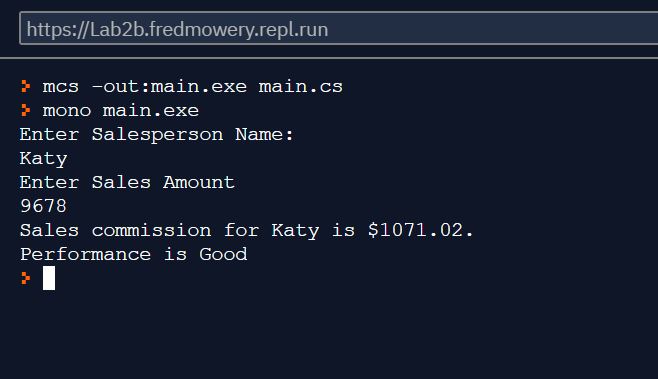 https://Lab2b.fredmowery.repl.run
> mcs -out:main.exe main.cs
> mono main.exe
Enter Salesperson Name:
Katy
Enter Sales Amount
9678
Sales commission for Katy is $1071.02.
Performance is Good
>